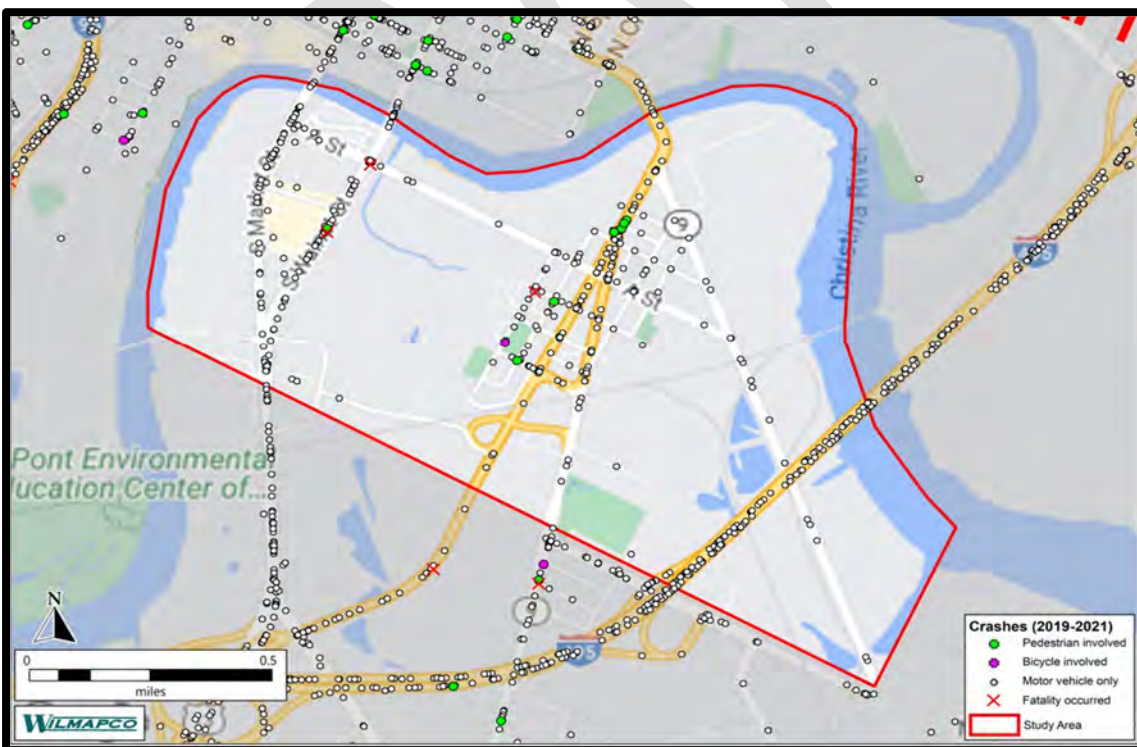 N C
S Market St
S Walnut St
A St
9
A St
Christina River
Pont Environmental
ucation Center of...
N
0 0.5
miles
WILMAPCO
Crashes (2019-2021)
Pedestrian involved
Bicycle involved
Motor vehicle only
Fatality occurred
Study Area